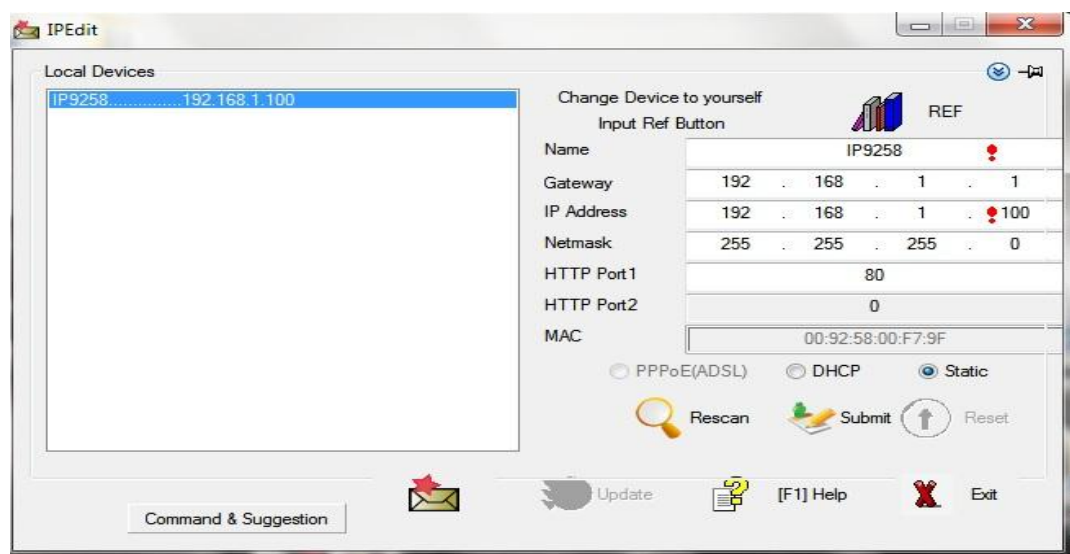 IPEdit
Local Devices
IP9258...............192.168.1.100
Change Device to yourself
Input Ref Button
REF
Name IP9258
Gateway 192 . 168 . 1 . 1
IP Address 192 . 168 . 1 . 100
Netmask 255 . 255 . 255 . 0
HTTP Port1 80
HTTP Port2 0
MAC 00:92:58:00:F7:9F
PPPoE(ADSL) DHCP Static
Rescan Submit Reset
Update [F1] Help Exit
Command & Suggestion